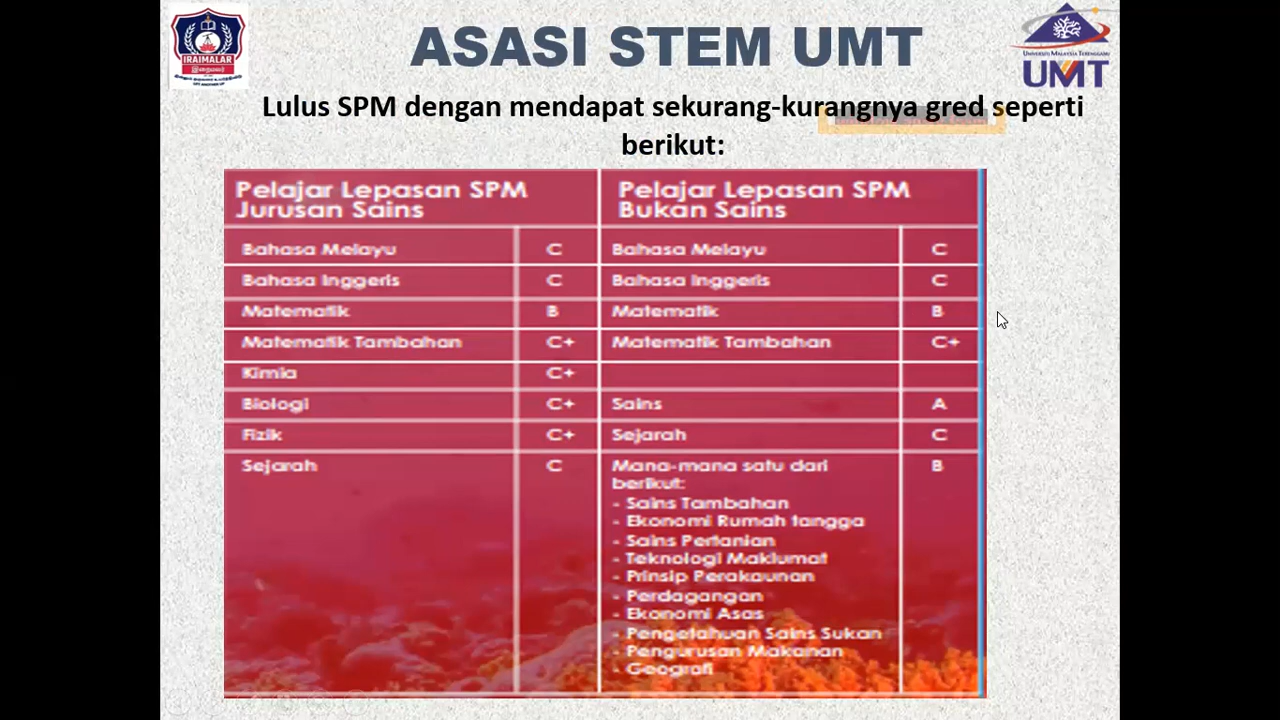 ASASI STEM UMT
IRAIMALAR
UNIVERSITI MALAYSIA TERENGGANU
UMT
Lulus SPM dengan mendapat sekurang-kurangnya gred seperti
berikut:
Pelajar Lepasan SPM
Jurusan Sains
Pelajar Lepasan SPM
Bukan Sains
Bahasa Melayu C Bahasa Melayu C
Bahasa Inggeris C Bahasa Inggeris C
Matematik B Matematik B
Matematik Tambahan C+ Matematik Tambahan C+
Kimia C+
Biologi C+ Sains A
Fizik C+ Sejarah C
Sejarah C Mana-mana satu dari B
berikut:
- Sains Tambahan
- Ekonomi Rumah tangga
- Sains Pertanian
- Teknologi Maklumat
- Prinsip Perakaunan
- Perdagangan
- Ekonomi Asas
- Pengetahuan Sains Sukan
- Pengurusan Makanan
- Geografi